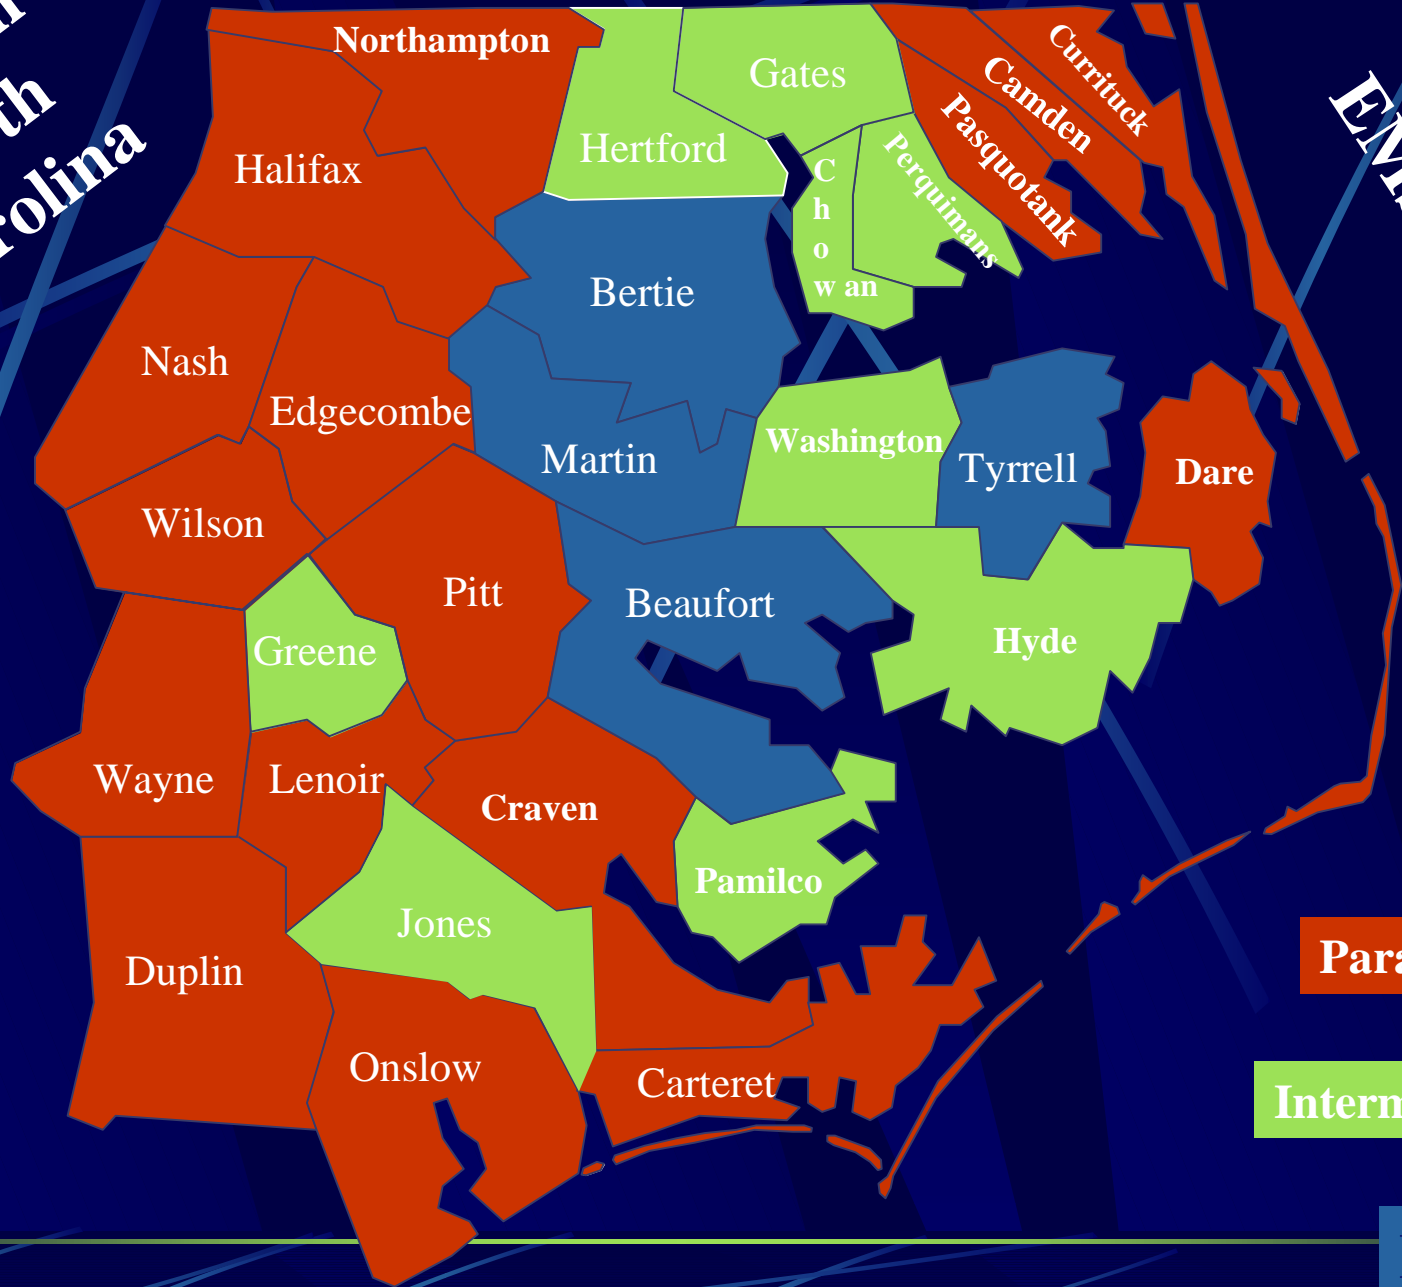 Northampton
Gates
Currituck
Camden
Pasquotank
Hertford
Perquimans
Halifax
C
h
o
w an
Bertie
Nash
Edgecombe
Washington
Martin
Tyrrell
Dare
Wilson
Pitt
Beaufort
Hyde
Greene
Wayne
Lenoir
Craven
Pamilco
Jones
Duplin
Onslow
Carteret